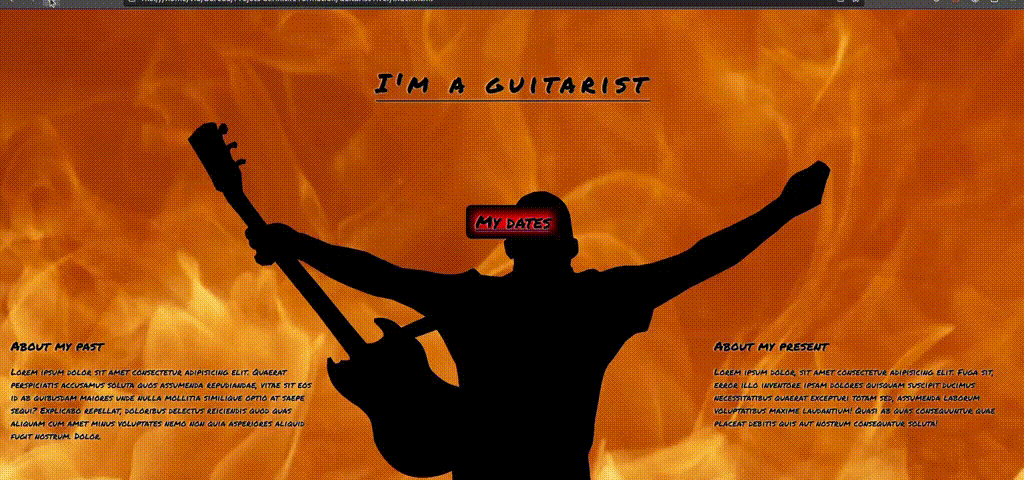 I'm a guitarist
My dates
About my past
Lorem ipsum dolor sit amet consectetur adipisicing elit. Quaerat
perspiciatis accusamus soluta quos assumenda repudiandae, vitae sit eos
id ab quibusdam maiores unde nulla mollitia similique optio at saepe
sequi? Explicabo repellat, doloribus delectus reiciendis quod quas
aliquam cum amet minus voluptates nemo non quia asperiores aliquid
fugit nostrum. Dolor.
About my present
Lorem ipsum dolor sit amet consectetur adipisicing elit. Fuga sit,
error illo inventore ipsam dolores quisquam suscipit ducimus
necessitatibus quaerat excepturi totam sed, assumenda laborum
voluptatibus maxime laudantium! Quasi ab quas consequuntur quae
placeat debitis quis aut nostrum consequatur soluta!